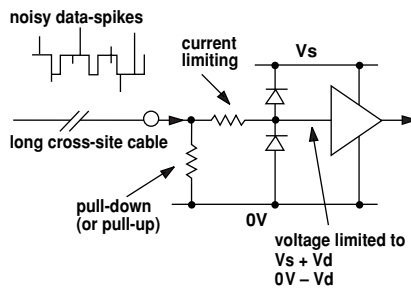 noisy data-spikes
current
limiting
Vs
long cross-site cable
pull-down
(or pull-up)
0V
voltage limited to
Vs + Vd
0V – Vd